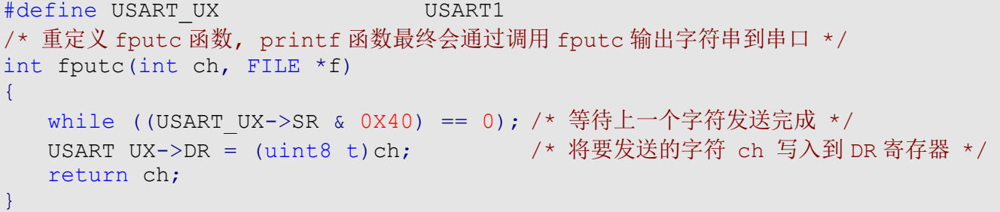 #define USART_UX USART1
/* 重定义 fputc 函数, printf 函数最终会通过调用 fputc 输出字符串到串口 */
int fputc(int ch, FILE *f)
{
while ((USART_UX->SR & 0X40) == 0); /* 等待上一个字符发送完成 */
USART UX->DR = (uint8 t)ch; /* 将要发送的字符 ch 写入到 DR 寄存器 */
return ch;
}